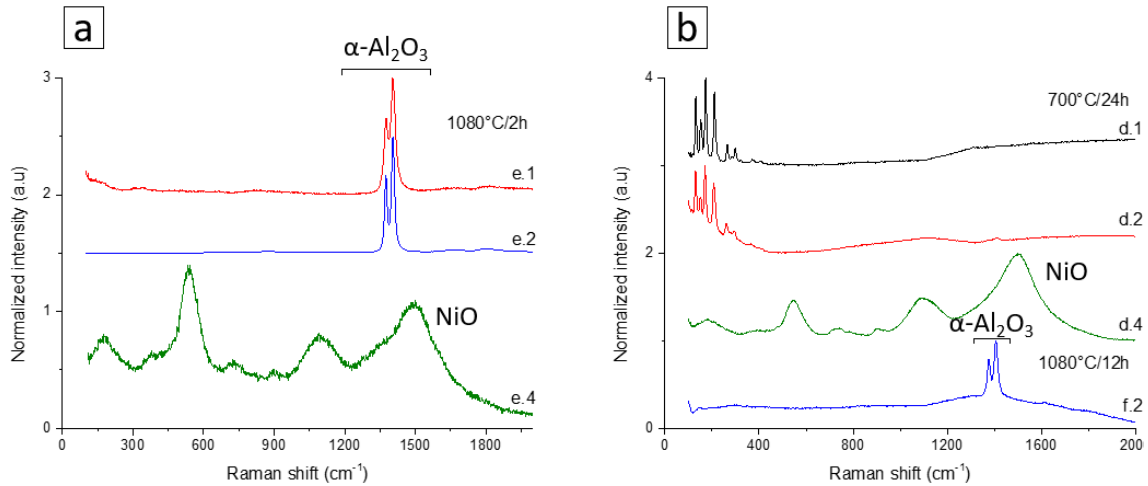 a
α-Al₂O₃
3
1080°C/2h
e.1
2
e.2
1
NiO
e.4
0
0 300 600 900 1200 1500 1800
Normalized intensity (a.u)
Raman shift (cm⁻¹)
b
4
700°C/24h
d.1
d.2
2
NiO
d.4
α-Al₂O₃
1080°C/12h
f.2
0
0 400 800 1200 1600 200
Normalized intensity (a.u)
Raman shift (cm⁻¹)